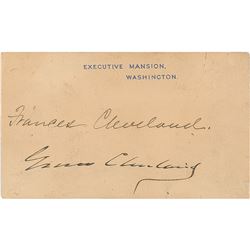 EXECUTIVE MANSION,
WASHINGTON.
Frances Cleveland.
Grover Cleveland